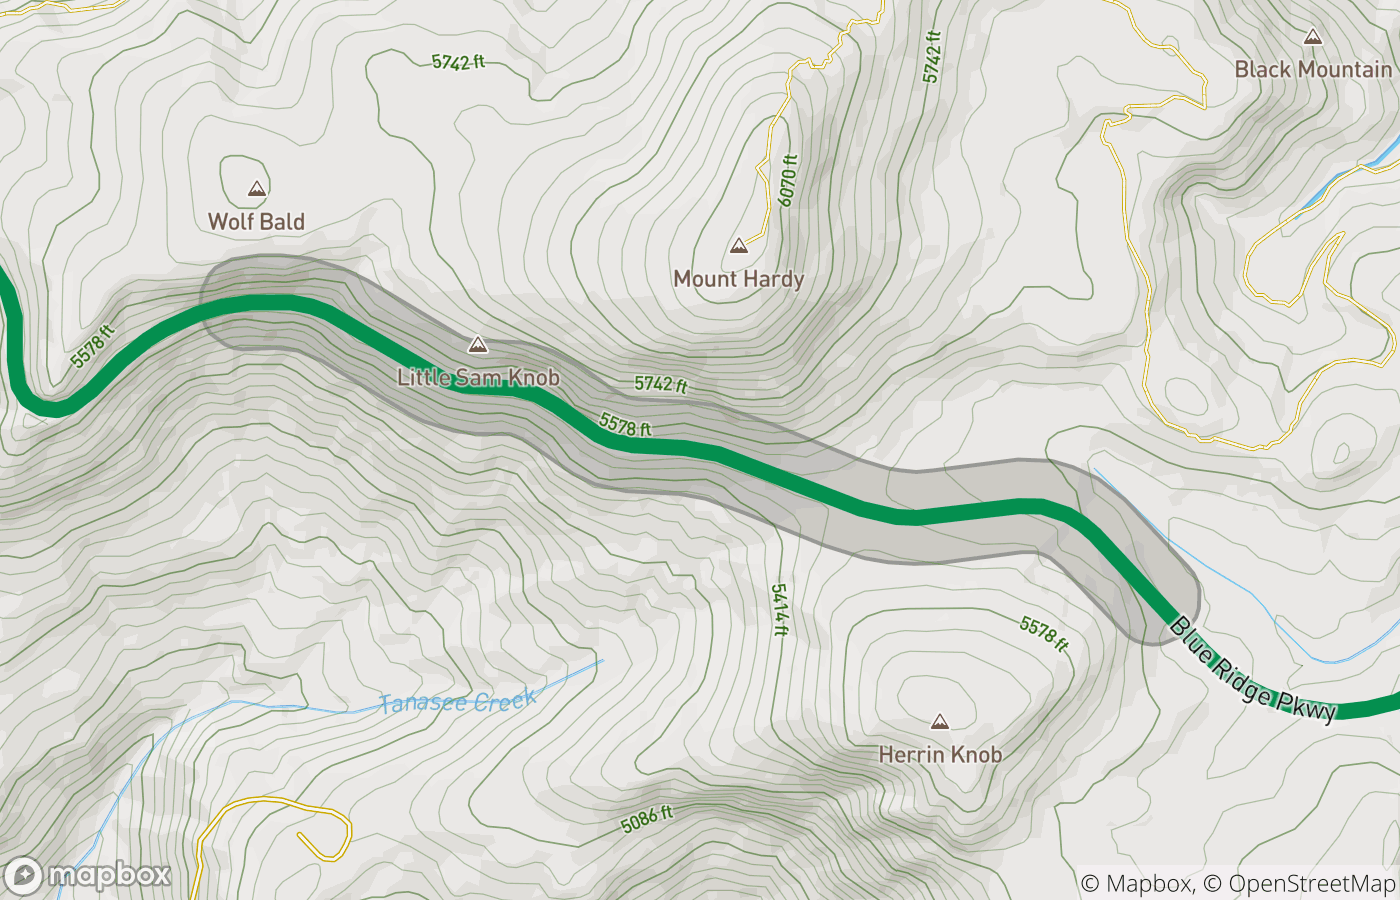 5742 ft
5742 ft
Black Mountain
6070 ft
Wolf Bald
Mount Hardy
5578 ft
Little Sam Knob
5742 ft
5578 ft
5414 ft
5578 ft
Blue Ridge Pkwy
Tanasee Creek
Herrin Knob
5086 ft
mapbox
© Mapbox, © OpenStreetMap